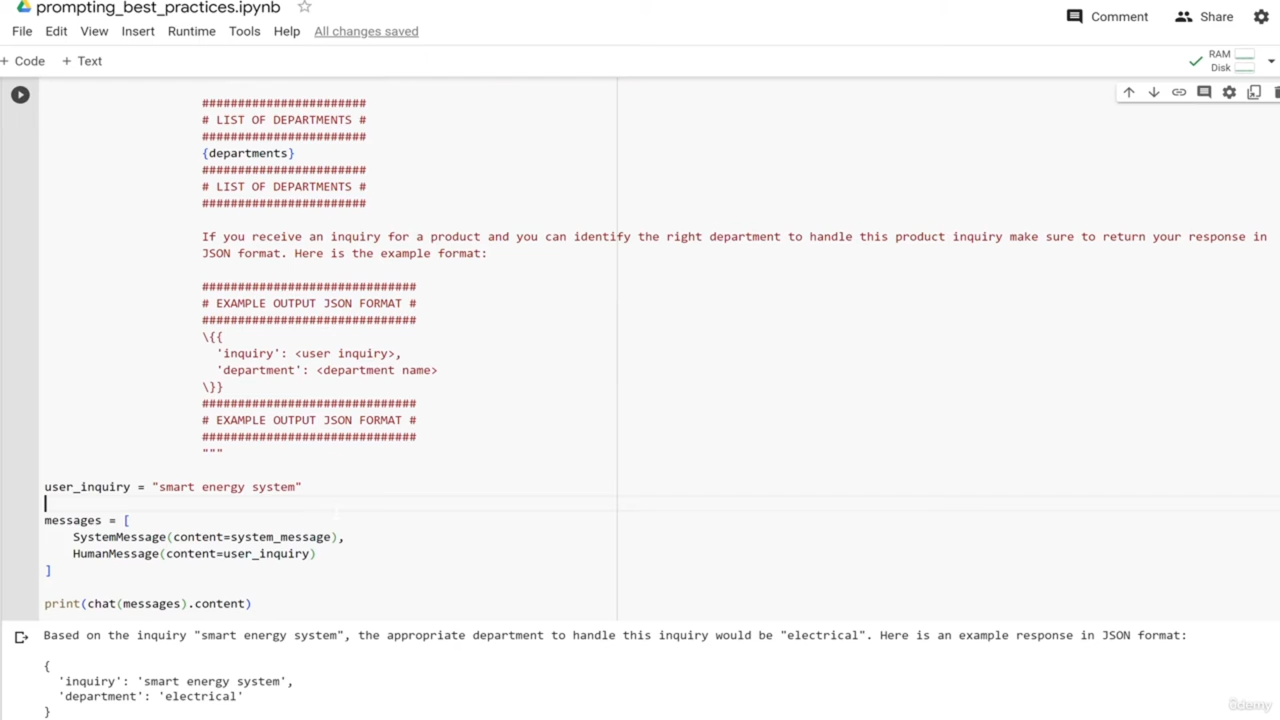 prompting_best_practices.ipynb
File Edit View Insert Runtime Tools Help All changes saved
Comment Share
+ Code + Text
RAM
Disk
#######################
# LIST OF DEPARTMENTS #
#######################
{departments}
#######################
# LIST OF DEPARTMENTS #
#######################
If you receive an inquiry for a product and you can identify the right department to handle this product inquiry make sure to return your response in
JSON format. Here is the example format:
##############################
# EXAMPLE OUTPUT JSON FORMAT #
##############################
\{{
'inquiry': <user inquiry>,
'department': <department name>
\}}
##############################
# EXAMPLE OUTPUT JSON FORMAT #
##############################
"""
user_inquiry = "smart energy system"
messages = [
SystemMessage(content=system_message),
HumanMessage(content=user_inquiry)
]
print(chat(messages).content)
Based on the inquiry "smart energy system", the appropriate department to handle this inquiry would be "electrical". Here is an example response in JSON format:
{
'inquiry': 'smart energy system',
'department': 'electrical'
}
ûdemy